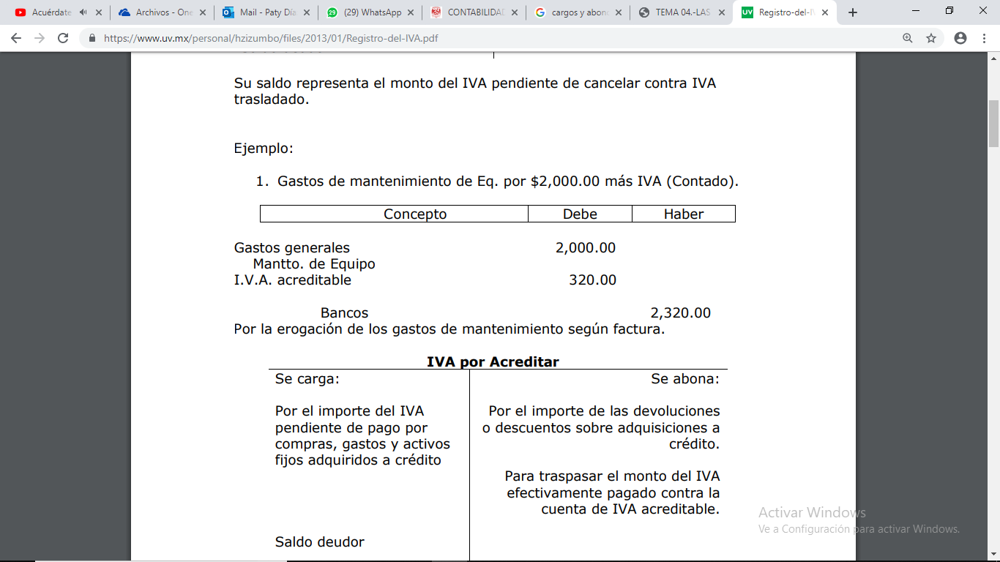 Acuérdate
Archivos - One
Mail - Paty Día
29
(29) WhatsApp
CONTABILIDAD
cargos y abono
TEMA 04.-LAS
UV
Registro-del-IV
https://www.uv.mx/personal/hzizumbo/files/2013/01/Registro-del-IVA.pdf
Su saldo representa el monto del IVA pendiente de cancelar contra IVA
trasladado.
Ejemplo:
1. Gastos de mantenimiento de Eq. por $2,000.00 más IVA (Contado).
Concepto Debe Haber
Gastos generales 2,000.00
Mantto. de Equipo
I.V.A. acreditable 320.00
Bancos 2,320.00
Por la erogación de los gastos de mantenimiento según factura.
IVA por Acreditar
Se carga: Se abona:
Por el importe del IVA
pendiente de pago por
compras, gastos y activos
fijos adquiridos a crédito
Por el importe de las devoluciones
o descuentos sobre adquisiciones a
crédito.
Para traspasar el monto del IVA
efectivamente pagado contra la
cuenta de IVA acreditable.
Saldo deudor
Activar Windows
Ve a Configuración para activar Windows.